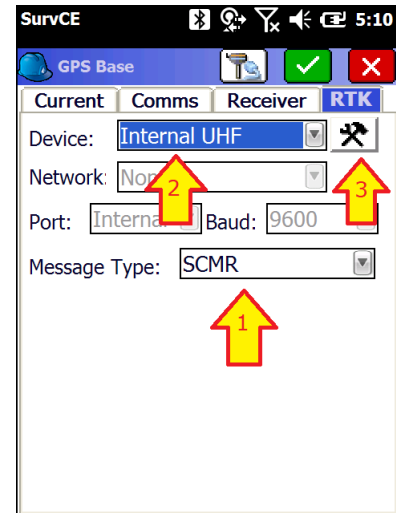 SurvCE 5:10
GPS Base
Current Comms Receiver RTK
Device: Internal UHF
Network:
2
3
Port: Baud: 9600
Message Type: SCMR
1